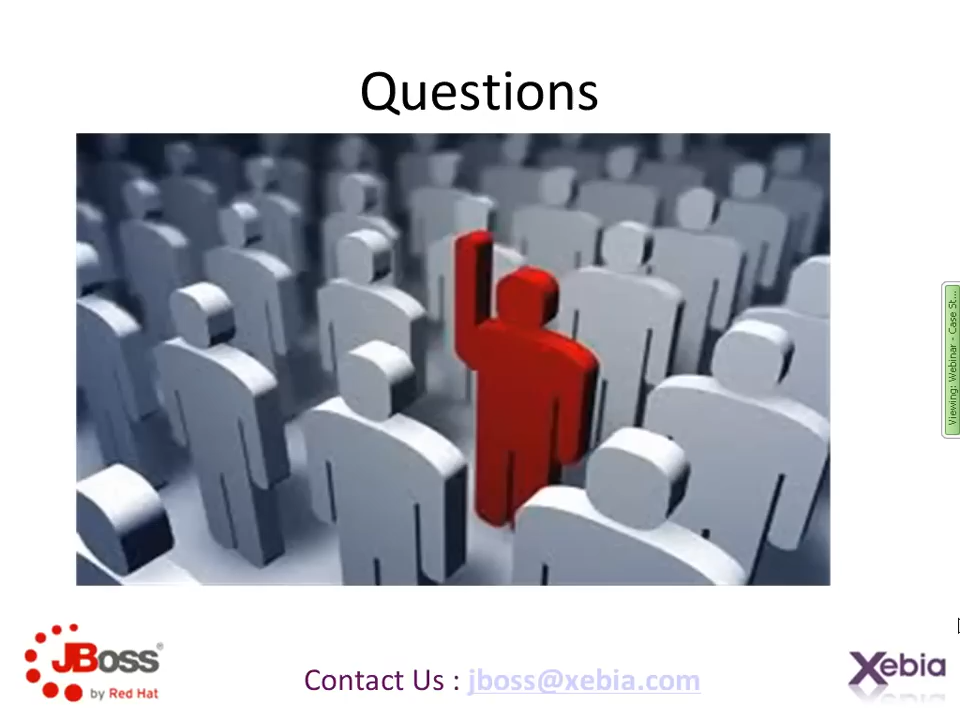 Questions
Viewing: Webinar - Case St...
JBoss®
by Red Hat
Contact Us : jboss@xebia.com
Xebia